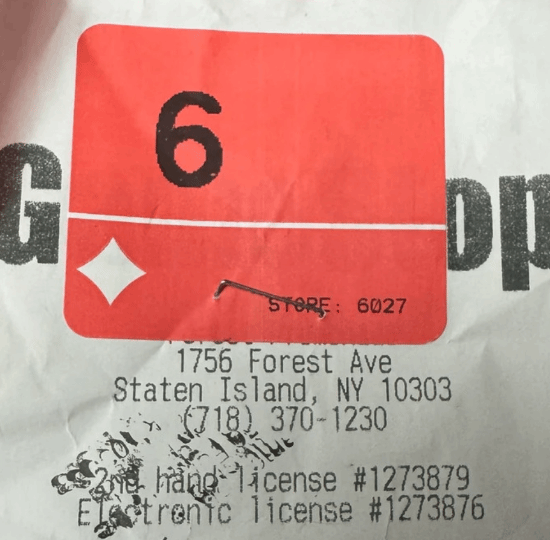 6
G op
STORE: 6027
1756 Forest Ave
Staten Island, NY 10303
(718) 370-1230
2nd hand license #1273879
Electronic license #1273876